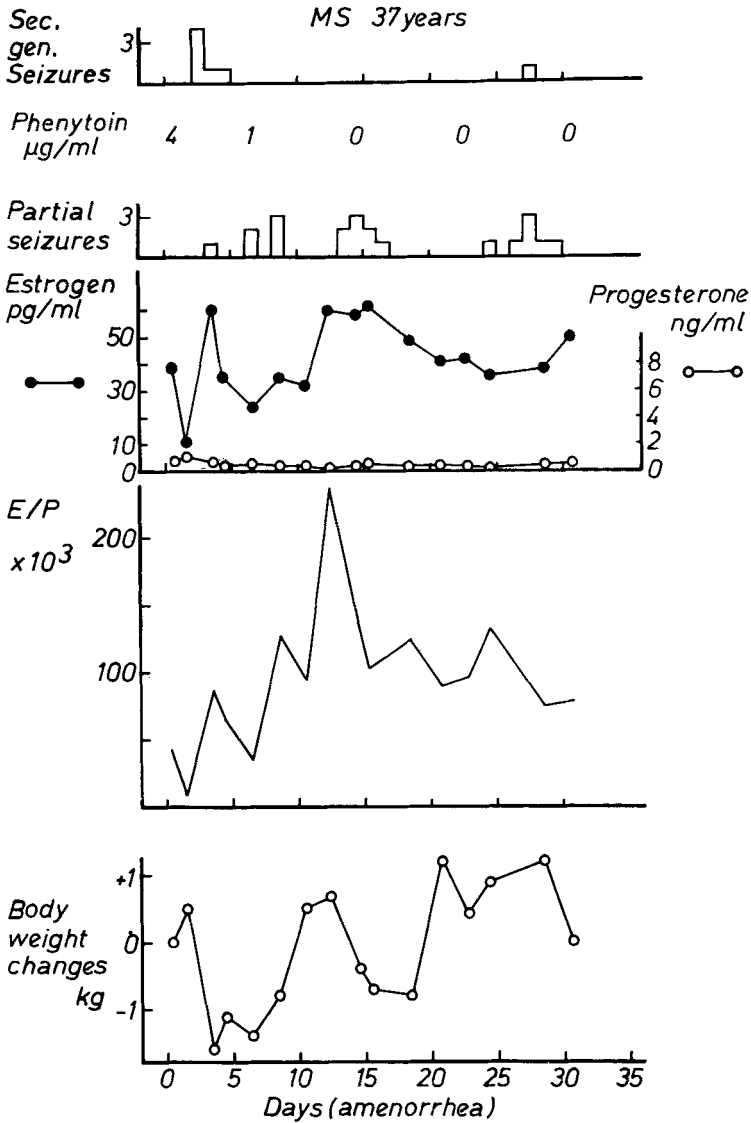 MS 37 years
Sec.
gen.
Seizures
3
Phenytoin
µg/ml
4 1 0 0 0
Partial
seizures
3
Estrogen
pg/ml
50
30
10
0
Progesterone
ng/ml
8
6
4
2
0
E/P
x10³
200
100
Body
weight
changes
kg
+1
0
-1
0 5 10 15 20 25 30 35
Days (amenorrhea)